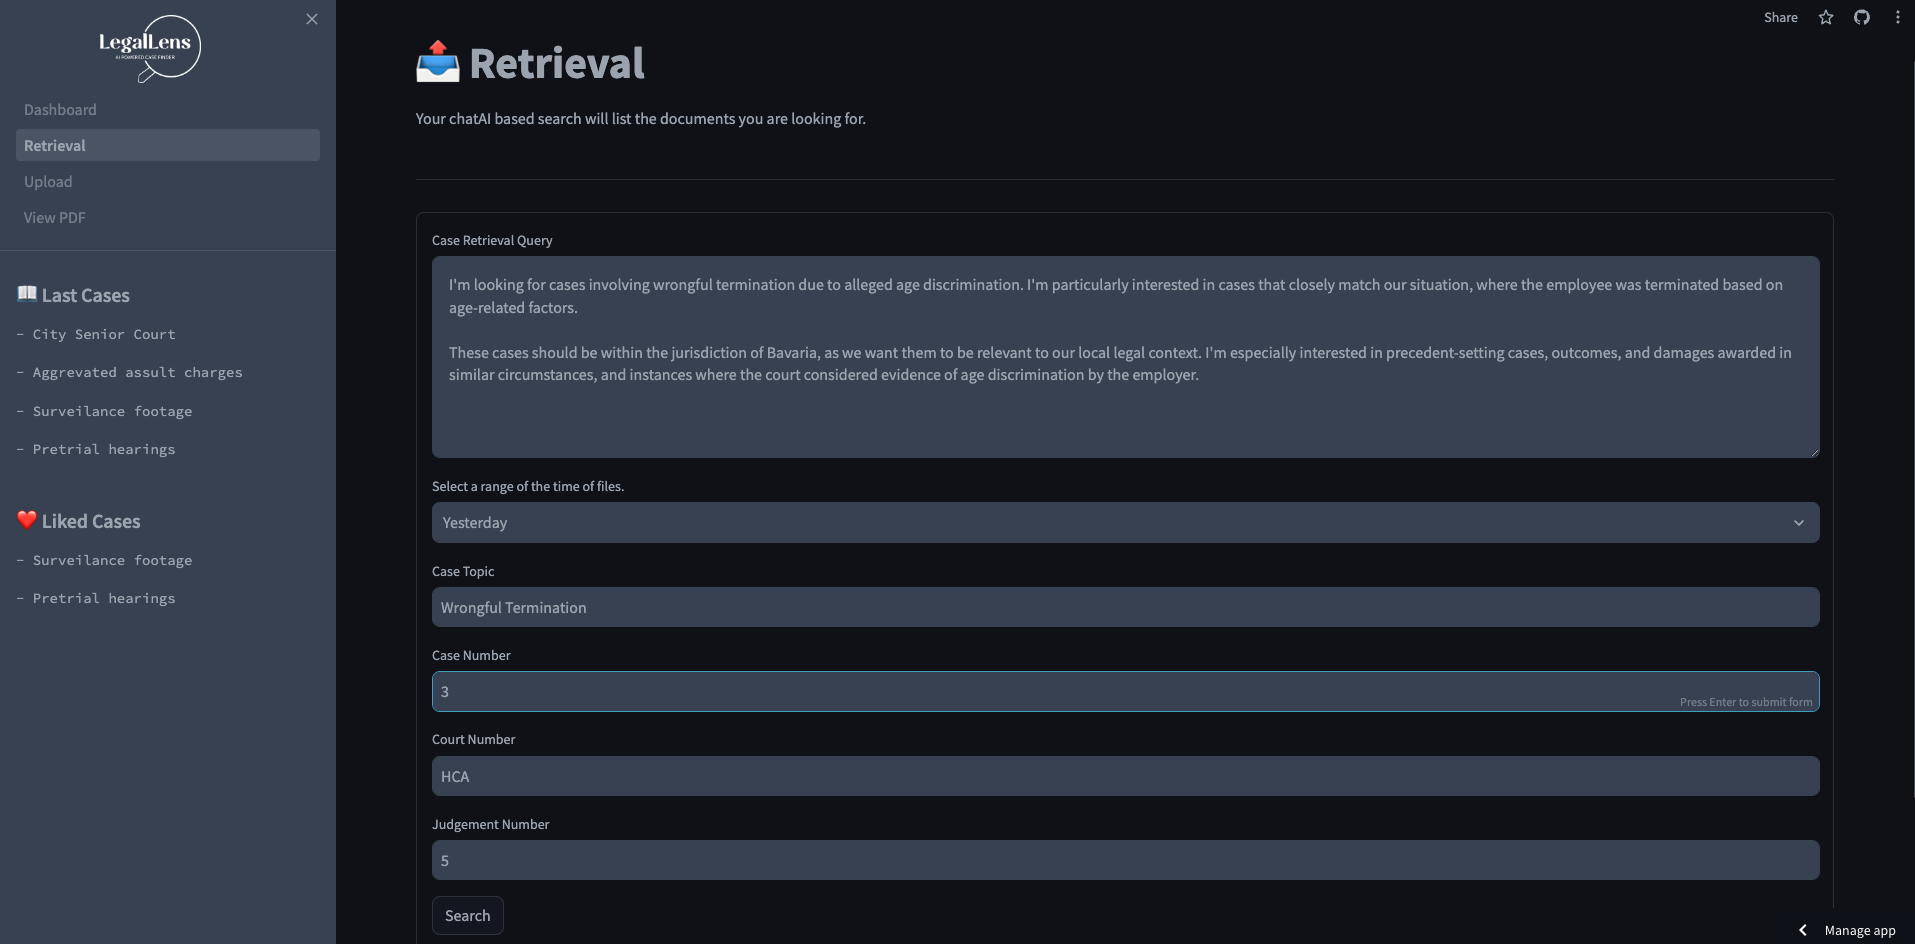 LegalLens
AI POWERED CASE FINDER
Dashboard
Retrieval
Upload
View PDF
Last Cases
- City Senior Court
- Aggrevated assult charges
- Surveilance footage
- Pretrial hearings
Liked Cases
- Surveilance footage
- Pretrial hearings
Share
Retrieval
Your chatAI based search will list the documents you are looking for.
Case Retrieval Query
I'm looking for cases involving wrongful termination due to alleged age discrimination. I'm particularly interested in cases that closely match our situation, where the employee was terminated based on
age-related factors.
These cases should be within the jurisdiction of Bavaria, as we want them to be relevant to our local legal context. I'm especially interested in precedent-setting cases, outcomes, and damages awarded in
similar circumstances, and instances where the court considered evidence of age discrimination by the employer.
Select a range of the time of files.
Yesterday
Case Topic
Wrongful Termination
Case Number
3
Press Enter to submit form
Court Number
HCA
Judgement Number
5
Search
Manage app